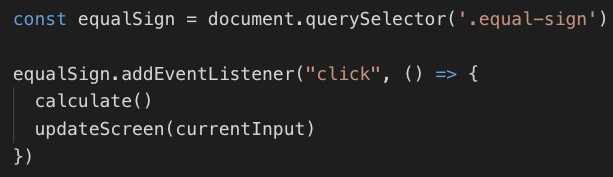 const equalSign = document.querySelector('.equal-sign')

equalSign.addEventListener("click", () => {
  calculate()
  updateScreen(currentInput)
})